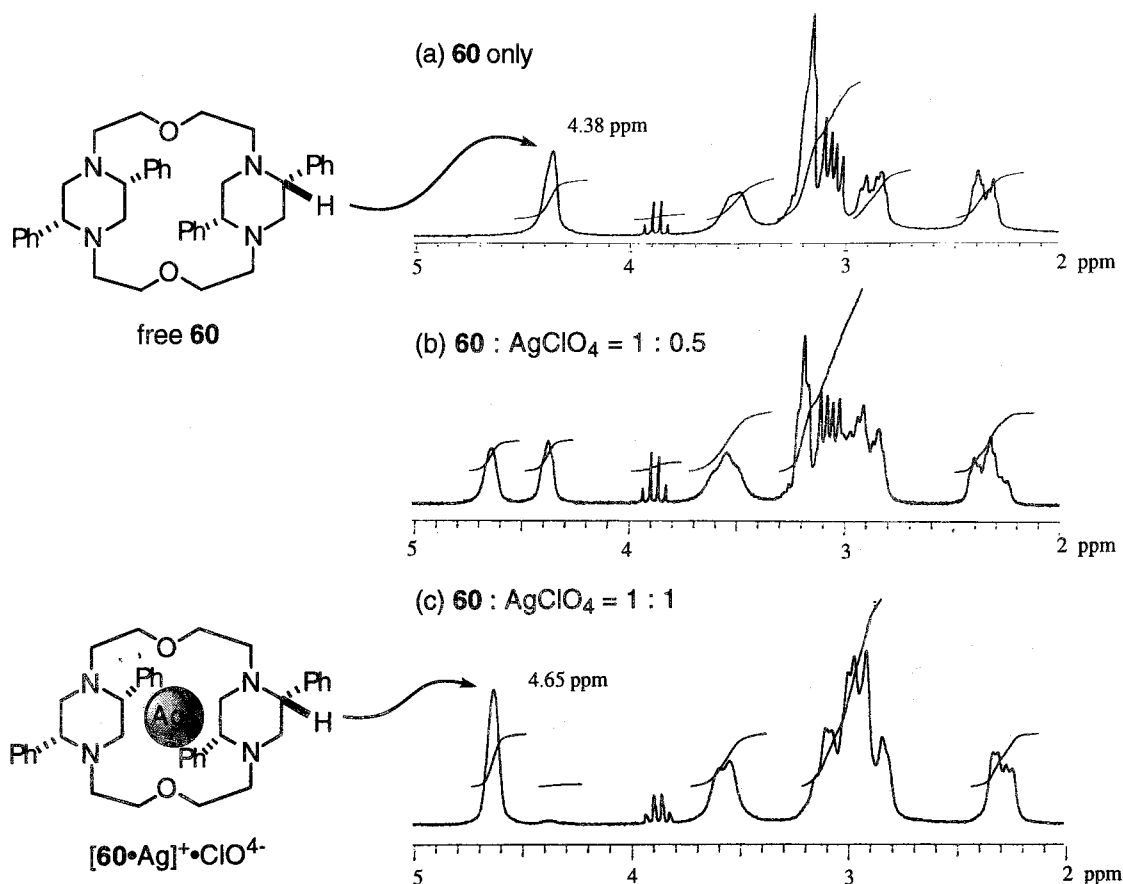 (a) 60 only
4.38 ppm
O
N
Ph
N
Ph
H
Ph
N
Ph
N
O
free 60
5
4
3
2 ppm
(b) 60 : AgClO4 = 1 : 0.5
5
4
3
2 ppm
(c) 60 : AgClO4 = 1 : 1
4.65 ppm
O
N
Ph
N
Ph
Ag
H
Ph
N
Ph
N
O
[60•Ag]+•ClO4-
5
4
3
2 ppm